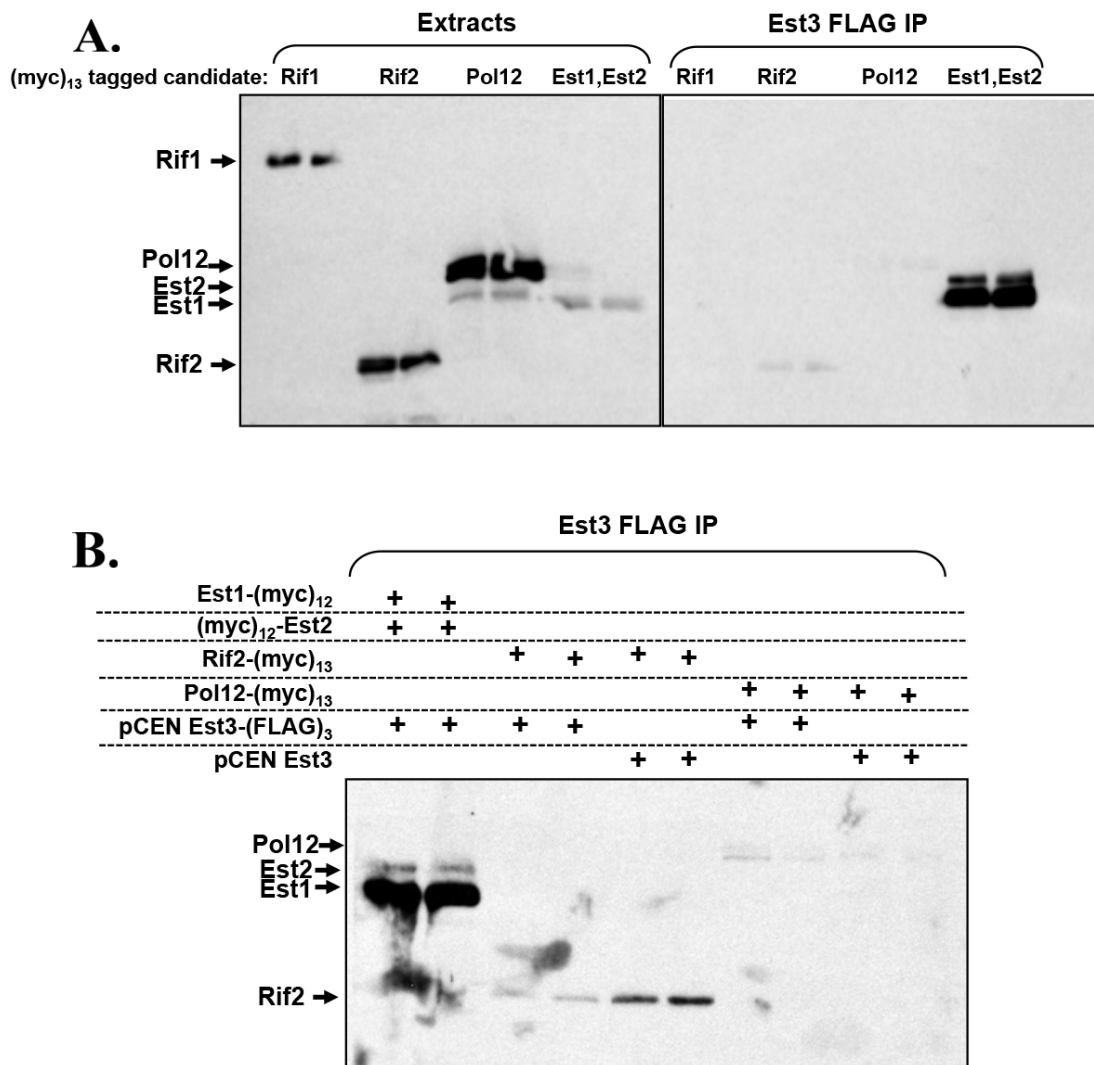 A.
Extracts
Est3 FLAG IP
(myc)13 tagged candidate: Rif1 Rif2 Pol12 Est1,Est2 Rif1 Rif2 Pol12 Est1,Est2
Rif1
Pol12
Est2
Est1
Rif2
B.
Est3 FLAG IP
Est1-(myc)12 + +
(myc)12-Est2 + +
Rif2-(myc)13 + + + +
Pol12-(myc)13 + + + +
pCEN Est3-(FLAG)3 + + + + + +
pCEN Est3 + + + +
Pol12
Est2
Est1
Rif2